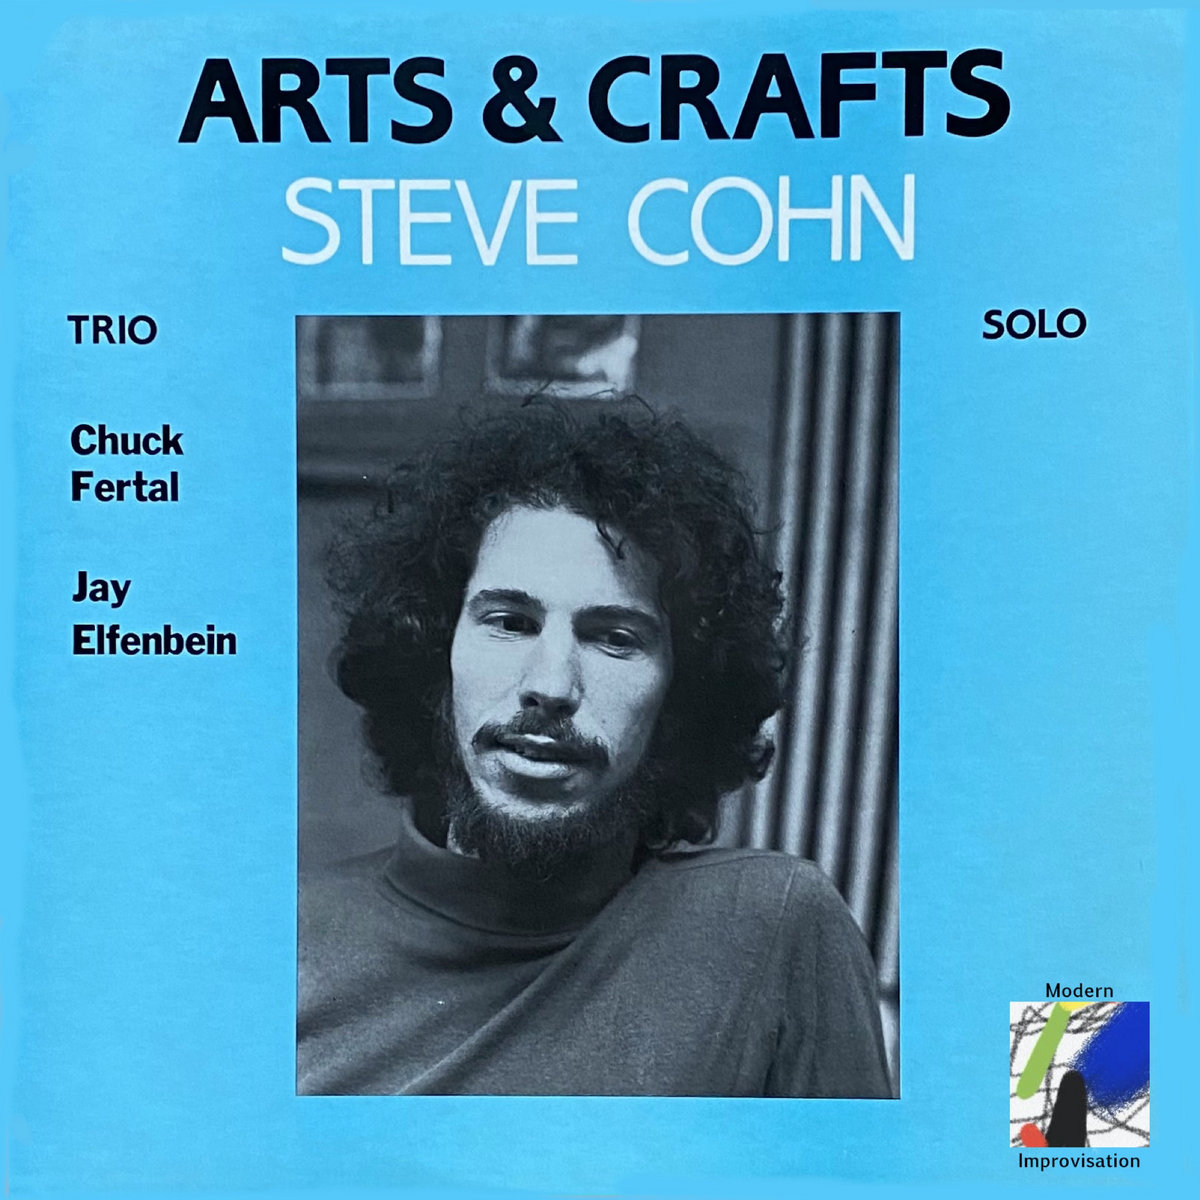 ARTS & CRAFTS
STEVE COHN
TRIO
SOLO
Chuck
Fertal
Jay
Elfenbein
Modern
Improvisation